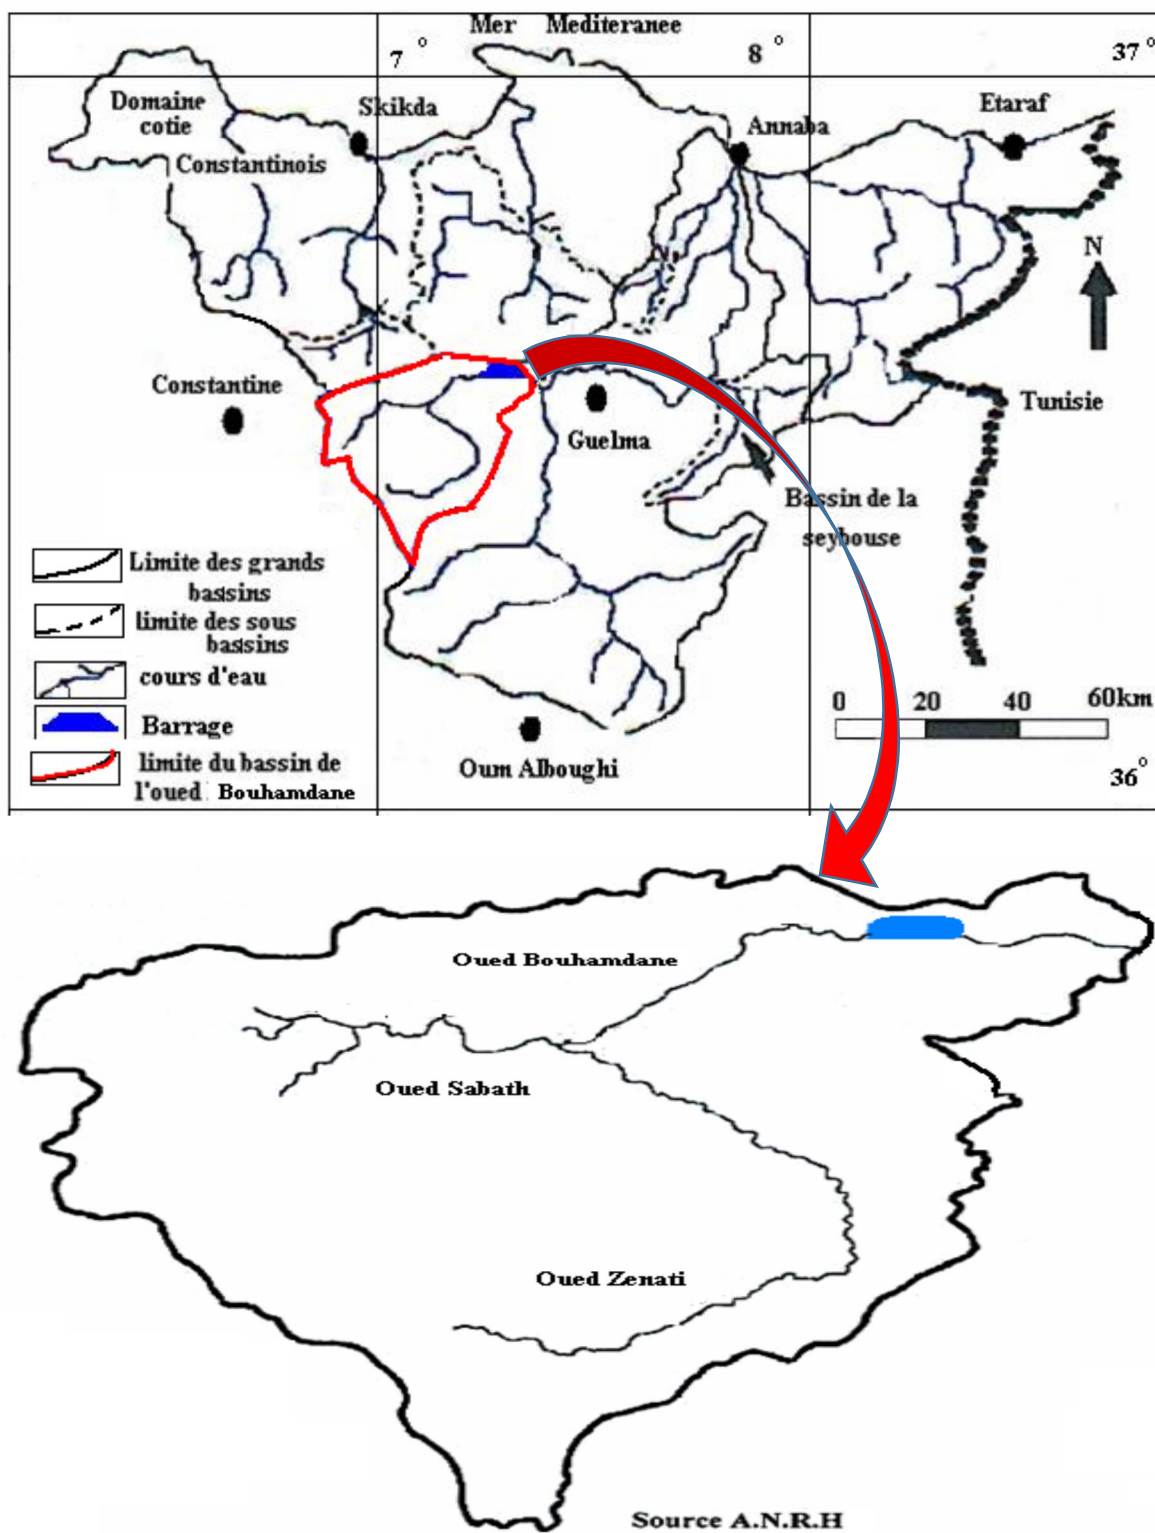 Mer Mediteranee
7°
8°
37°
Domaine
cotie
Skikda
Annaba
Etaraf
Constantinois
N
Constantine
Guelma
Tunisie
Bassin de la
seybouse
Limite des grands
bassins
limite des sous
bassins
cours d'eau
Barrage
limite du bassin de
l'oued Bouhamdane
0 20 40 60km
Oum Alboughi
36°
Oued Bouhamdane
Oued Sabath
Oued Zenati
Source A.N.R.H